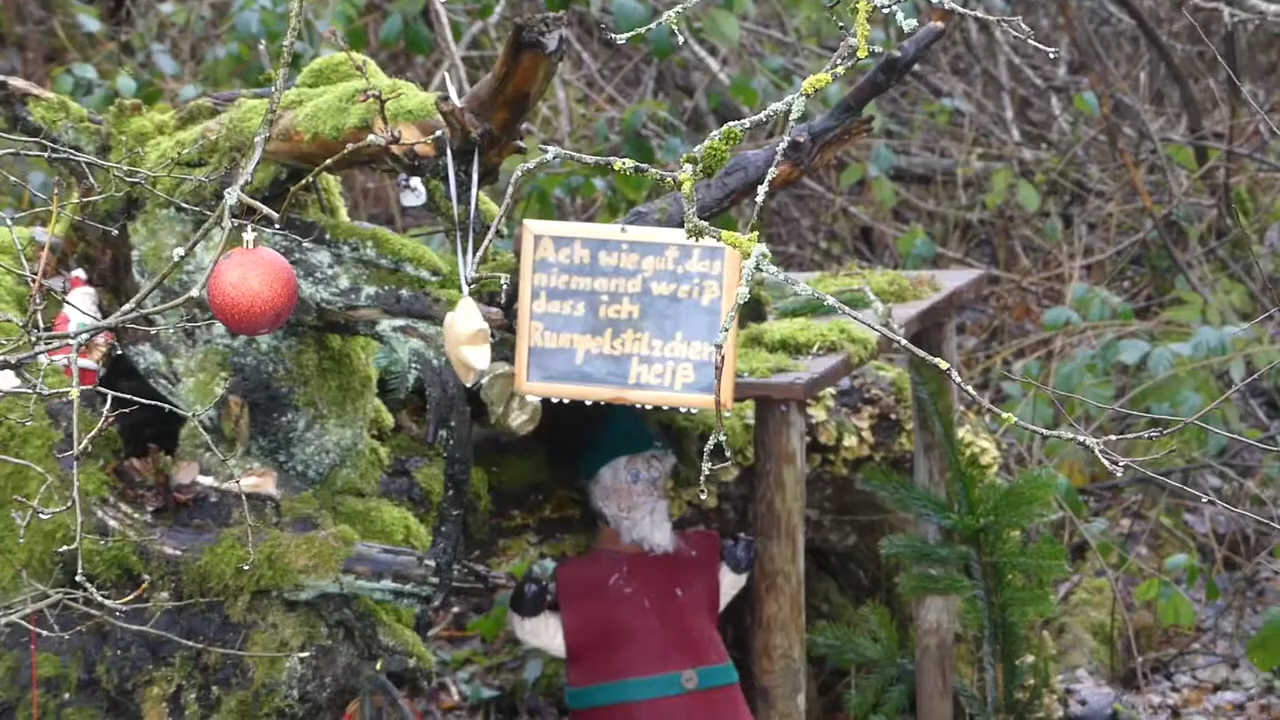 Ach wie gut, das
niemand weiß
dass ich
Rumpelstilzchen
heiß